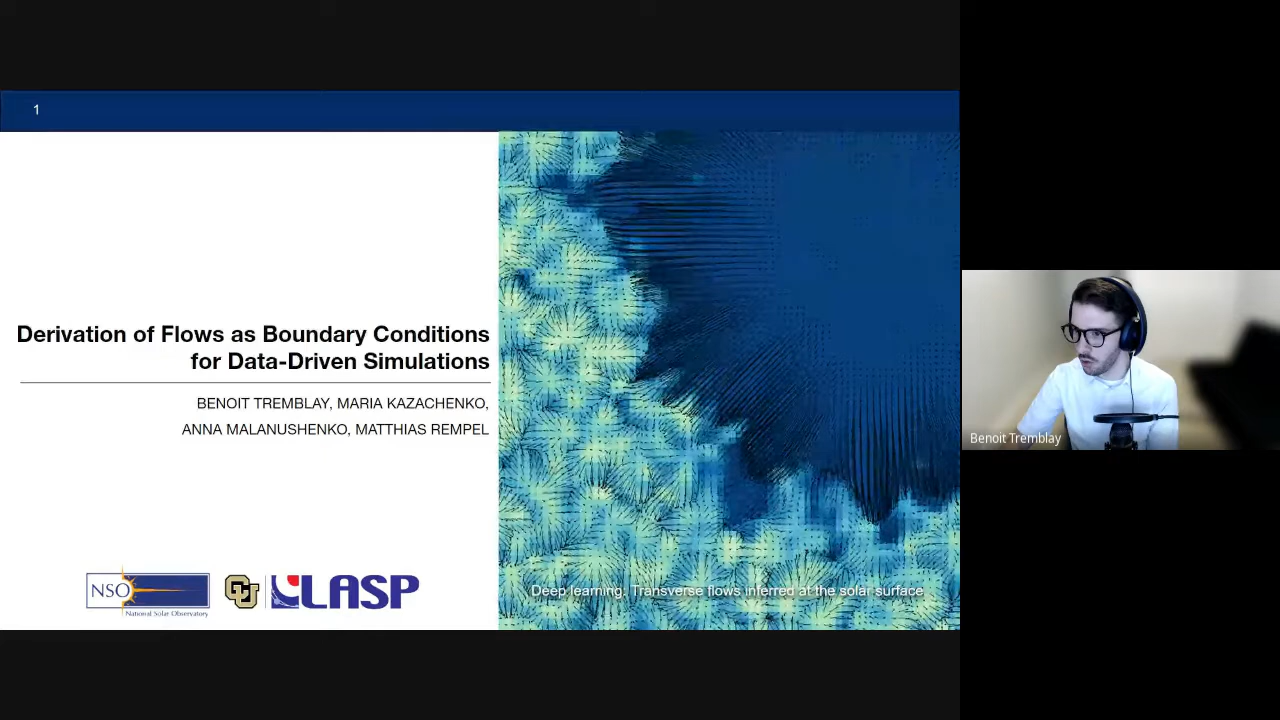 1
Derivation of Flows as Boundary Conditions
for Data-Driven Simulations
BENOIT TREMBLAY, MARIA KAZACHENKO,
ANNA MALANUSHENKO, MATTHIAS REMPEL
NSO
National Solar Observatory
CU
LASP
Deep learning. Transverse flows inferred at the solar surface
Benoit Tremblay